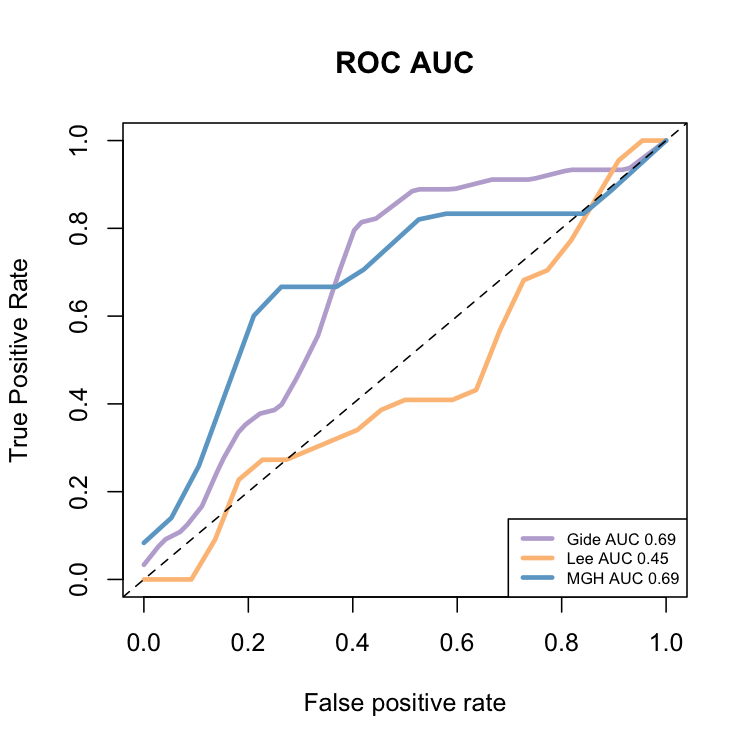 ROC AUC
True Positive Rate
1.0
0.8
0.6
0.4
0.2
0.0
Gide AUC 0.69
Lee AUC 0.45
MGH AUC 0.69
0.0 0.2 0.4 0.6 0.8 1.0
False positive rate